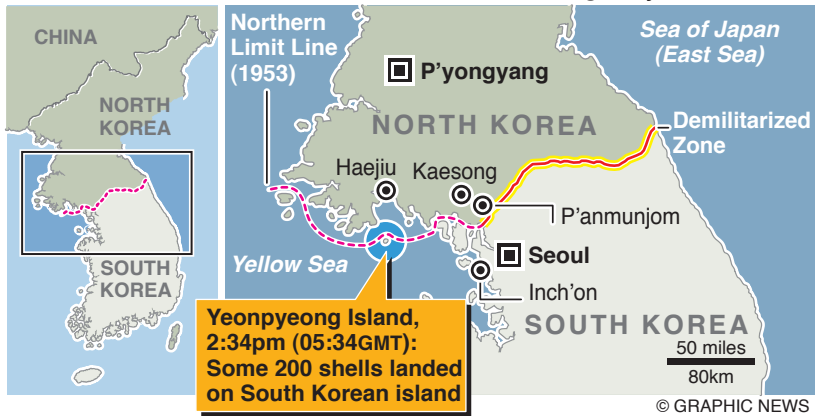 CHINA
NORTH
KOREA
SOUTH
KOREA
Northern
Limit Line
(1953)
P'yongyang
Sea of Japan
(East Sea)
NORTH KOREA
Demilitarized
Zone
Haejiu
Kaesong
P'anmunjom
Yellow Sea
Seoul
Inch'on
SOUTH KOREA
Yeonpyeong Island,
2:34pm (05:34GMT):
Some 200 shells landed
on South Korean island
50 miles
80km
© GRAPHIC NEWS